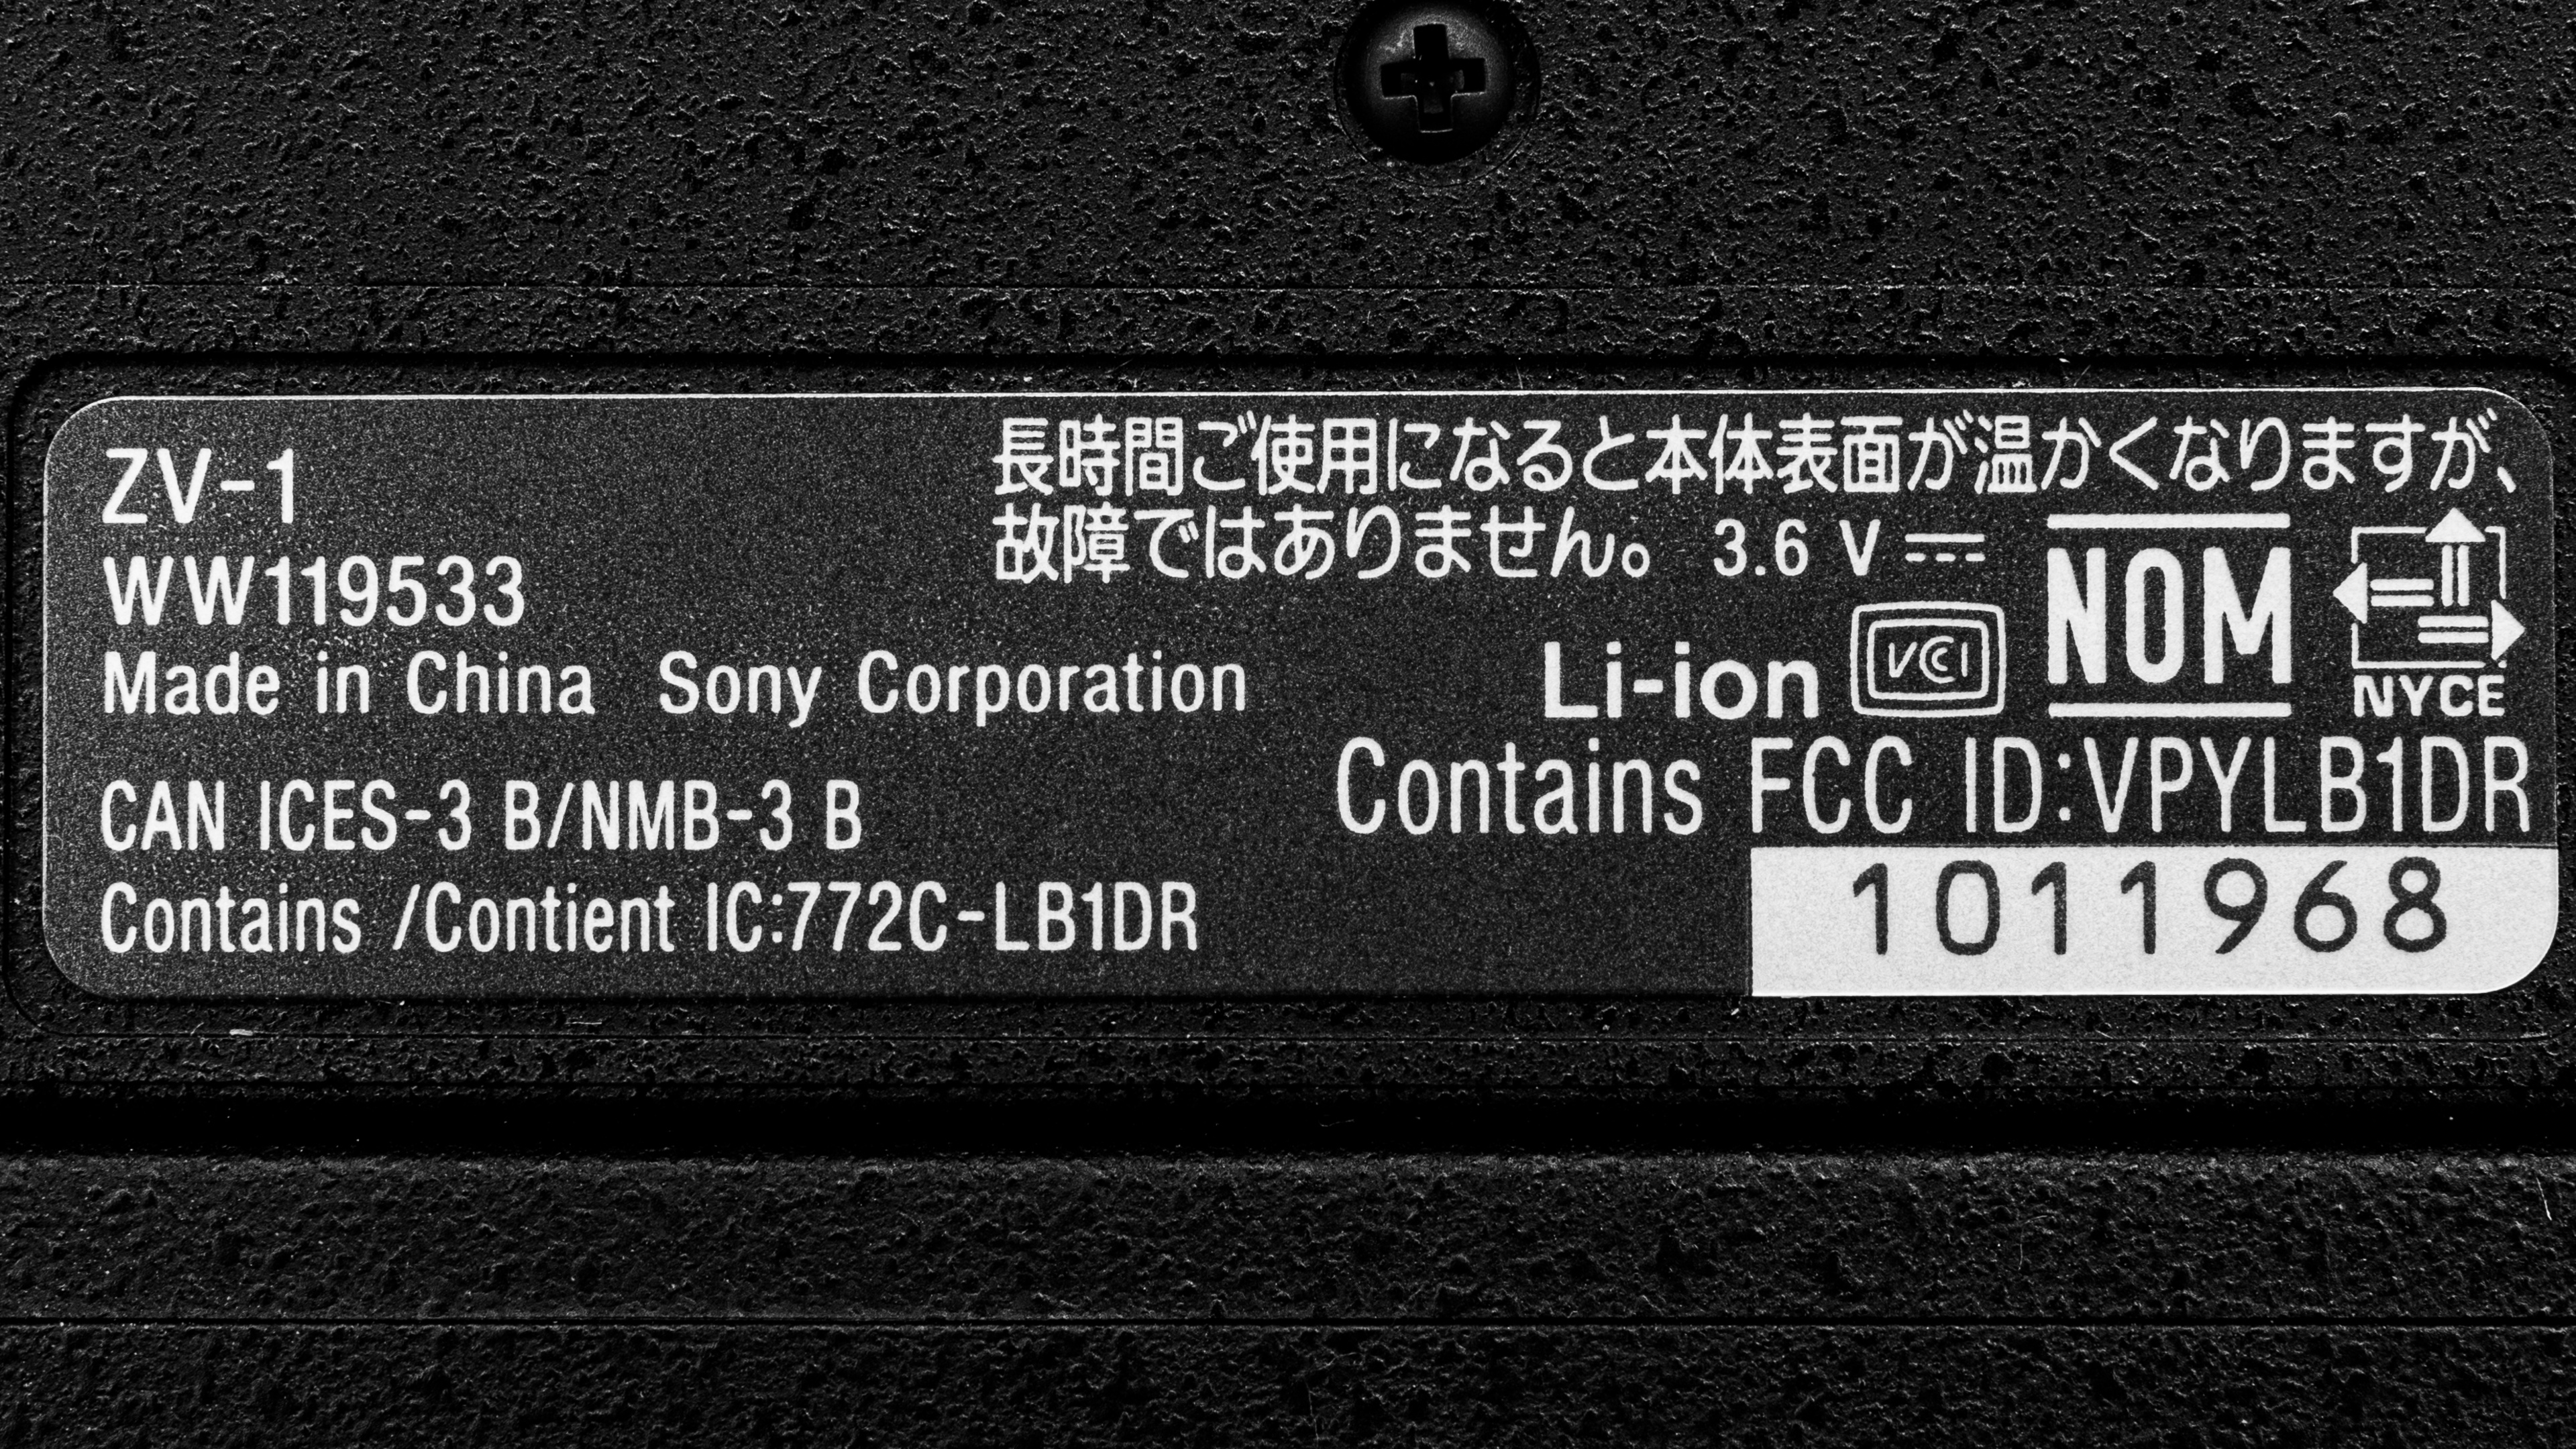 ZV-1
WW119533
Made in China Sony Corporation
CAN ICES-3 B/NMB-3 B
Contains /Contient IC:772C-LB1DR
長時間ご使用になると本体表面が温かくなりますが、
故障ではありません。 3.6 V
Li-ion VCCI NOM NYCE
Contains FCC ID:VPYLB1DR
1011968